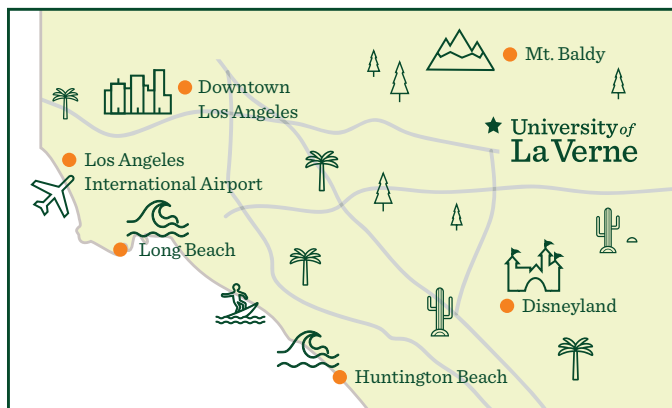 Mt. Baldy
Downtown
Los Angeles
University of
La Verne
Los Angeles
International Airport
Long Beach
Disneyland
Huntington Beach